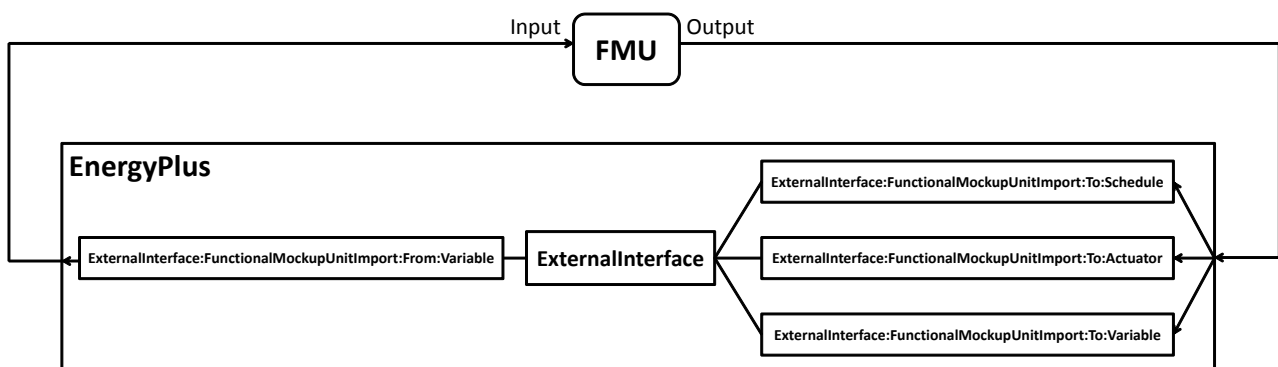 Input
FMU
Output
EnergyPlus
ExternalInterface:FunctionalMockupUnitImport:To:Schedule
ExternalInterface:FunctionalMockupUnitImport:From:Variable
ExternalInterface
ExternalInterface:FunctionalMockupUnitImport:To:Actuator
ExternalInterface:FunctionalMockupUnitImport:To:Variable